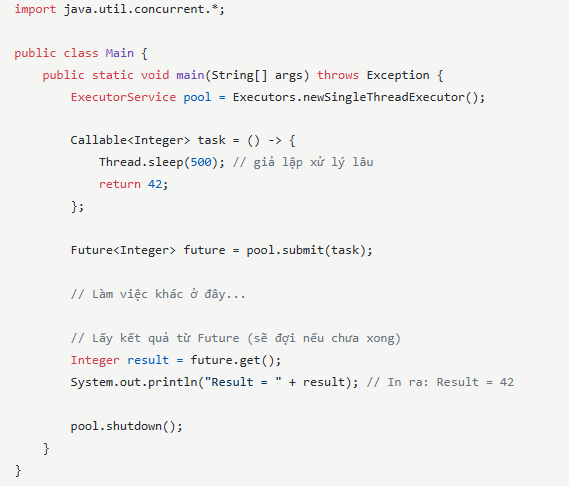 import java.util.concurrent.*;

public class Main {
    public static void main(String[] args) throws Exception {
        ExecutorService pool = Executors.newSingleThreadExecutor();

        Callable<Integer> task = () -> {
            Thread.sleep(500); // giả lập xử lý lâu
            return 42;
        };

        Future<Integer> future = pool.submit(task);

        // Làm việc khác ở đây...

        // Lấy kết quả từ Future (sẽ đợi nếu chưa xong)
        Integer result = future.get();
        System.out.println("Result = " + result); // In ra: Result = 42

        pool.shutdown();
    }
}